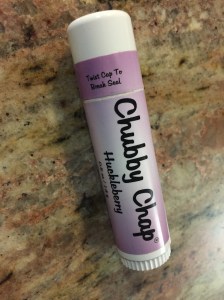 Twist Cap To
Break Seal
Chubby Chap®
Huckleberry